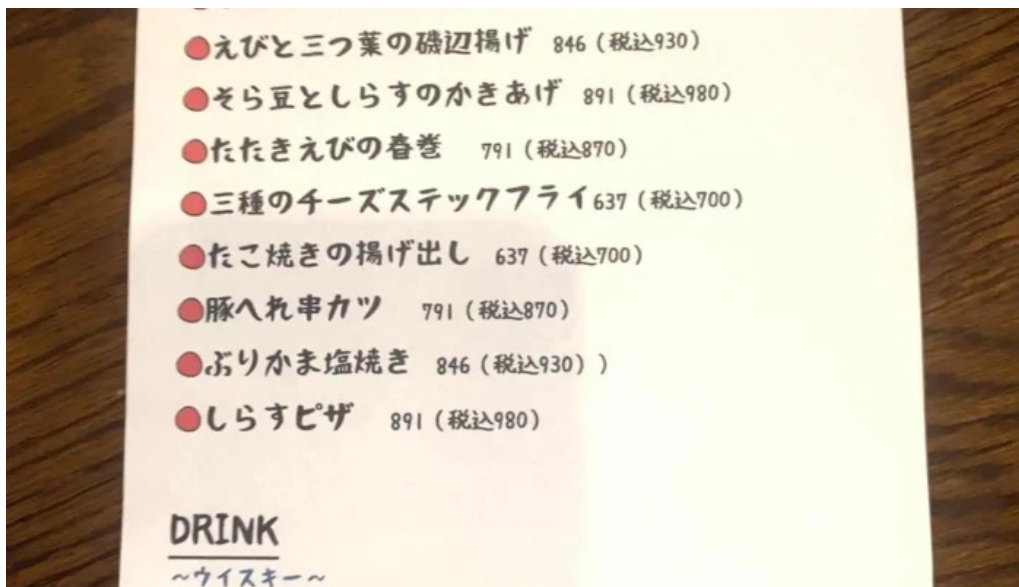 ●えびと三つ葉の磯辺揚げ 846（税込930）
●そら豆としらすのかきあげ 891（税込980）
●たたきえびの春巻 791（税込870）
●三種のチーズスティックフライ637（税込700）
●たこ焼きの揚げ出し 637（税込700）
●豚へれ串カツ 791（税込870）
●ぶりかま塩焼き 846（税込930））
●しらすピザ 891（税込980）
DRINK
～ウイスキー～